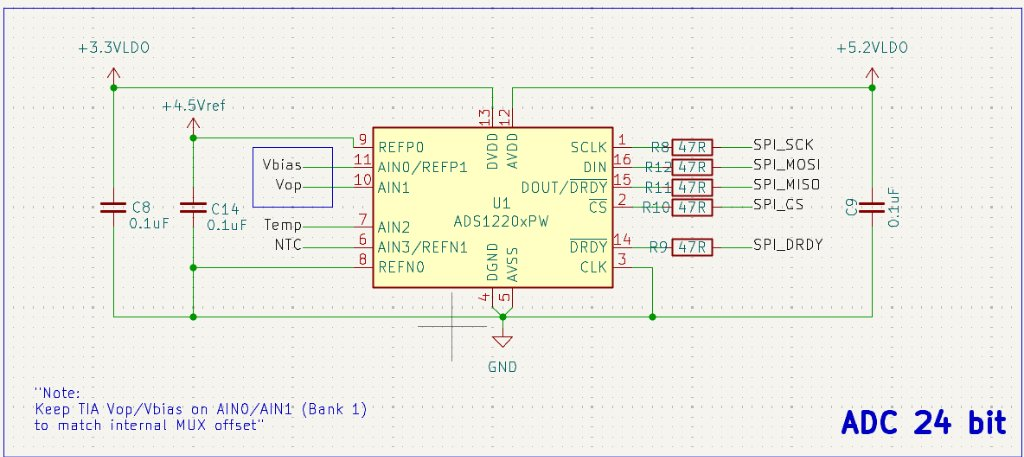 +3.3VLDO
+5.2VLDO
+4.5Vref
13
12
DVDD
AVDD
9
REFP0
Vbias
11
AIN0/REFP1
Vop
10
AIN1
Temp
7
AIN2
NTC
6
AIN3/REFN1
8
REFN0
U1
ADS1220xPW
SCLK
1
R8
47R
SPI_SCK
DIN
16
R12
47R
SPI_MOSI
DOUT/DRDY
15
R11
47R
SPI_MISO
CS
2
R10
47R
SPI_CS
DRDY
14
R9
47R
SPI_DRDY
CLK
3
DGND
AVSS
4
5
C8
0.1uF
C14
0.1uF
C9
0.1uF
GND
"Note:
Keep TIA Vop/Vbias on AIN0/AIN1 (Bank 1)
to match internal MUX offset"
ADC 24 bit